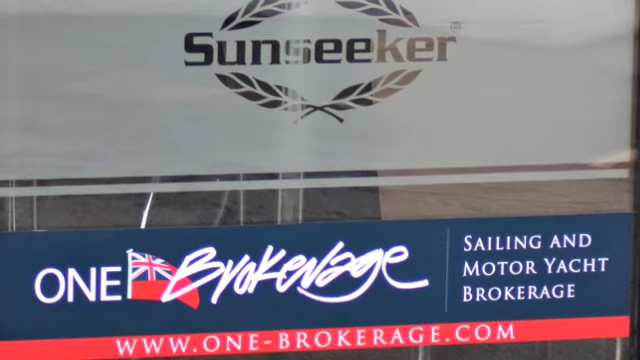 Sunseeker®
ONE Brokerage
SAILING AND
MOTOR YACHT
BROKERAGE
WWW.ONE-BROKERAGE.COM